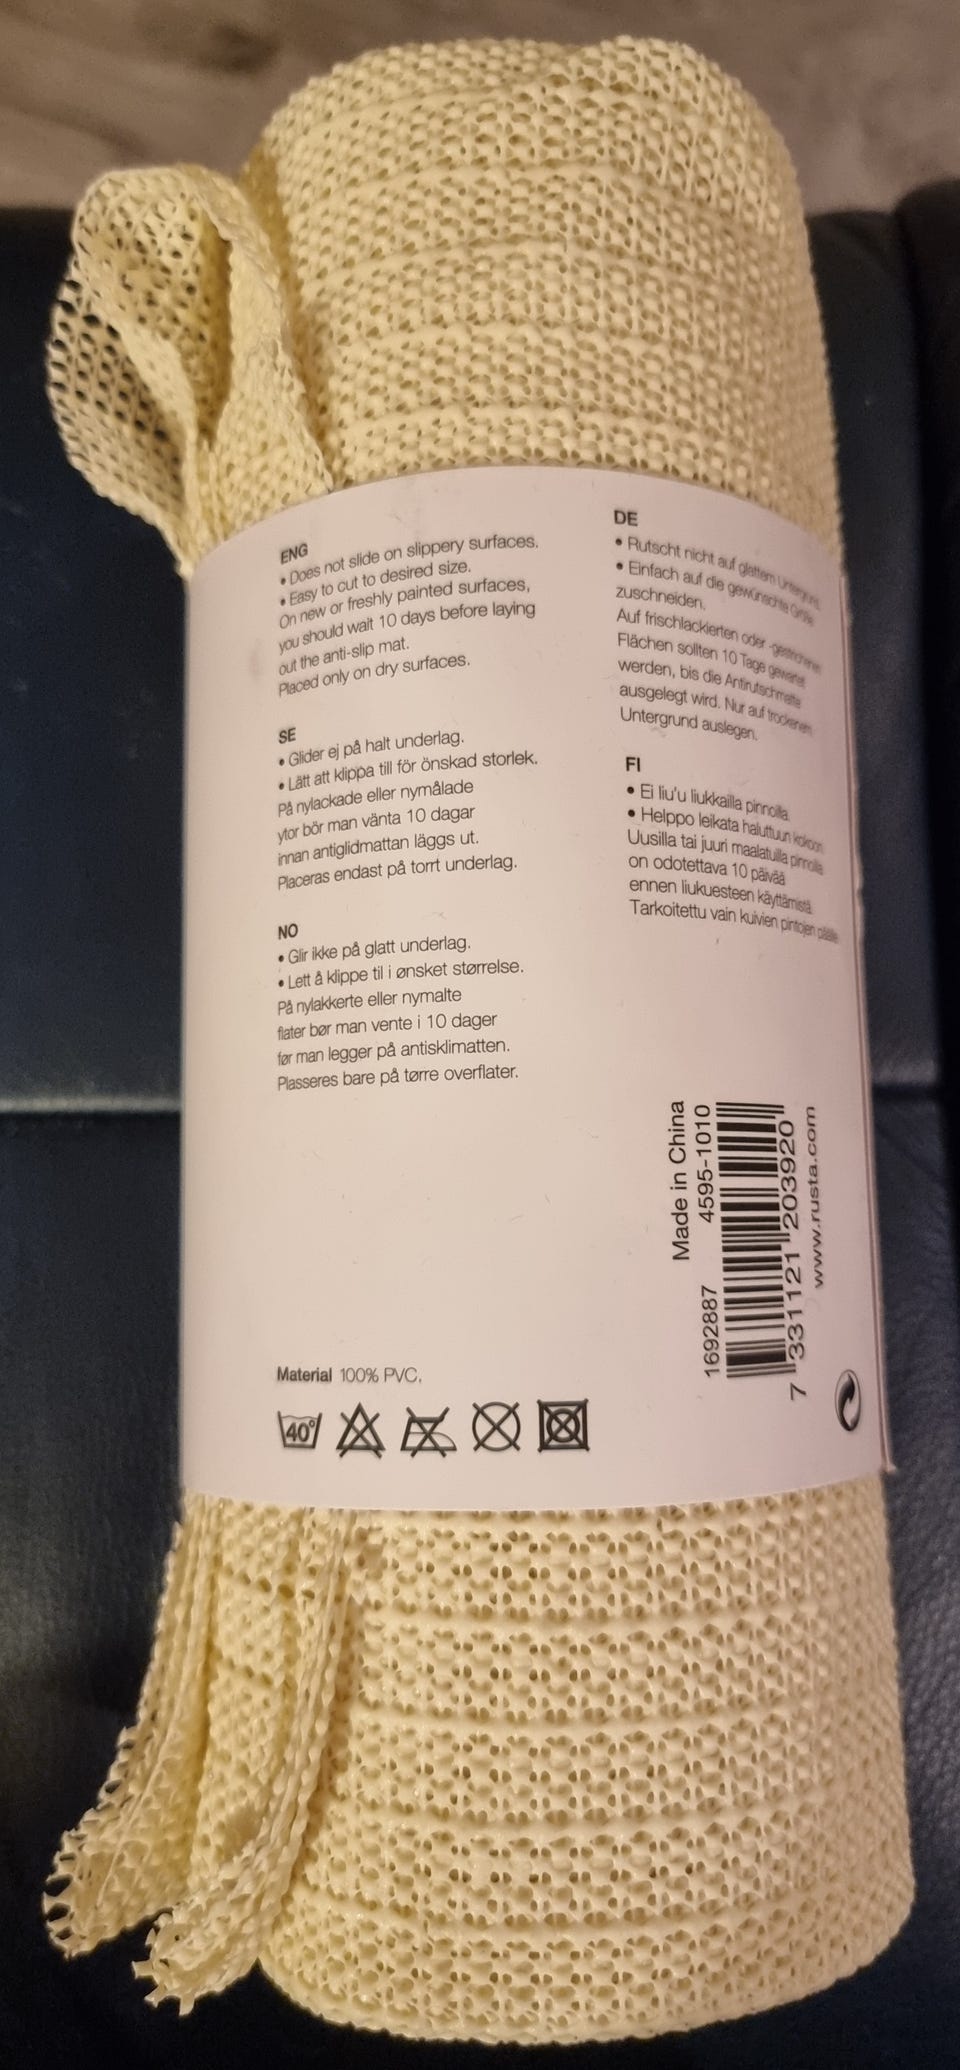 ENG
• Does not slide on slippery surfaces.
• Easy to cut to desired size.
On new or freshly painted surfaces,
you should wait 10 days before laying
out the anti-slip mat.
Placed only on dry surfaces.
SE
• Glider ej på halt underlag.
• Lätt att klippa till för önskad storlek.
På nylackade eller nymålade
ytor bör man vänta 10 dagar
innan antiglidmattan läggs ut.
Placeras endast på torrt underlag.
NO
• Glir ikke på glatt underlag.
• Lett å klippe til i ønsket størrelse.
På nylakkerte eller nymalte
flater bør man vente i 10 dager
før man legger på antisklimatten.
Plasseres bare på tørre overflater.
DE
• Rutscht nicht auf glattem Untergrund.
• Einfach auf die gewünschte Größe
zuschneiden.
Auf frischlackierten oder -gestrichenen
Flächen sollten 10 Tage gewartet
werden, bis die Antirutschmatte
ausgelegt wird. Nur auf trockenem
Untergrund auslegen.
FI
• Ei liu'u liukkailla pinnoilla.
• Helppo leikata haluttuun kokoon.
Uusilla tai juuri maalatuilla pinnoilla
on odotettava 10 päivää
ennen liukuesteen käyttämistä.
Tarkoitettu vain kuivien pintojen päälle.
Material 100% PVC.
40°
Made in China
1692887 4595-1010
7 331121 203920
www.rusta.com